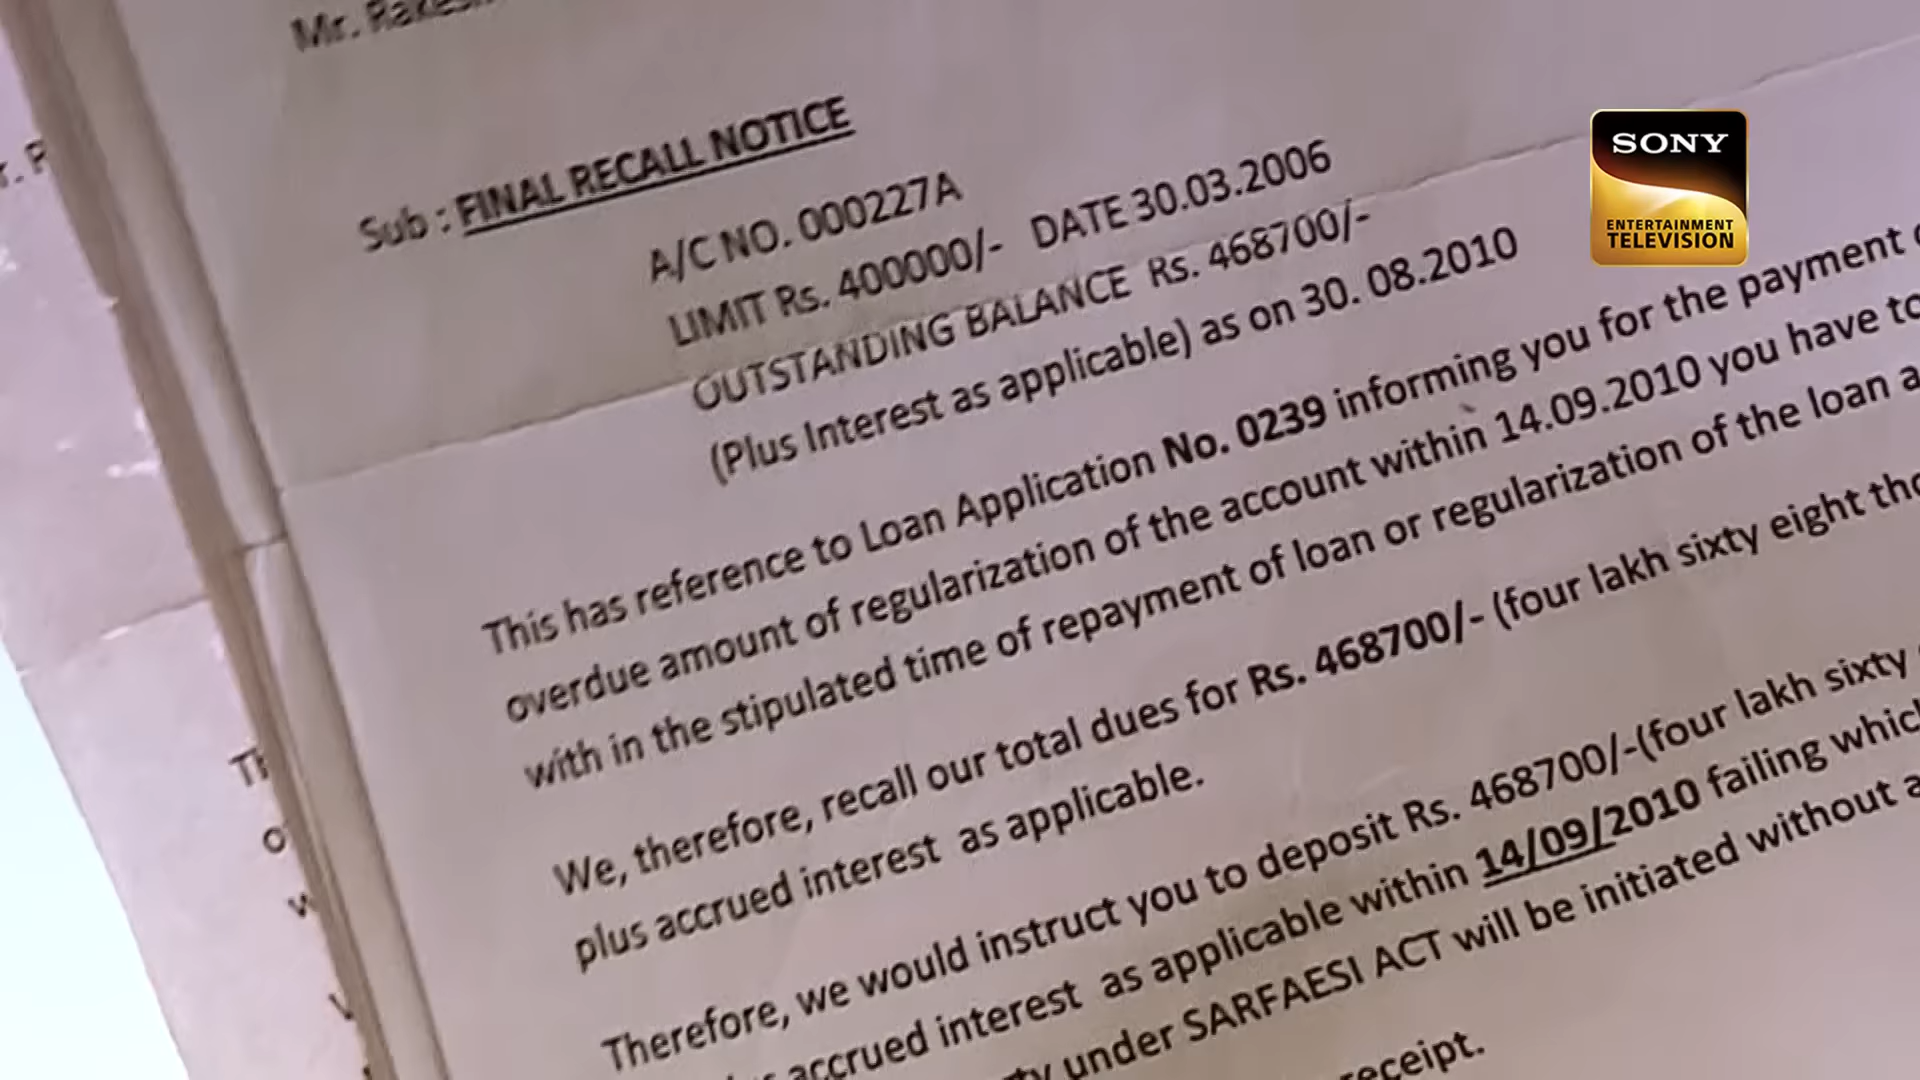 Mr. Rakesh
Sub : FINAL RECALL NOTICE
A/C NO. 000227A
LIMIT Rs. 400000/- DATE 30.03.2006
OUTSTANDING BALANCE Rs. 468700/-
(Plus Interest as applicable) as on 30. 08.2010
This has reference to Loan Application No. 0239 informing you for the payment
overdue amount of regularization of the account within 14.09.2010 you have to
with in the stipulated time of repayment of loan or regularization of the loan a
We, therefore, recall our total dues for Rs. 468700/- (four lakh sixty eight tho
plus accrued interest as applicable.
Therefore, we would instruct you to deposit Rs. 468700/-(four lakh sixty
accrued interest as applicable within 14/09/2010 failing which
under SARFAESI ACT will be initiated without a
receipt.
SONY
ENTERTAINMENT
TELEVISION